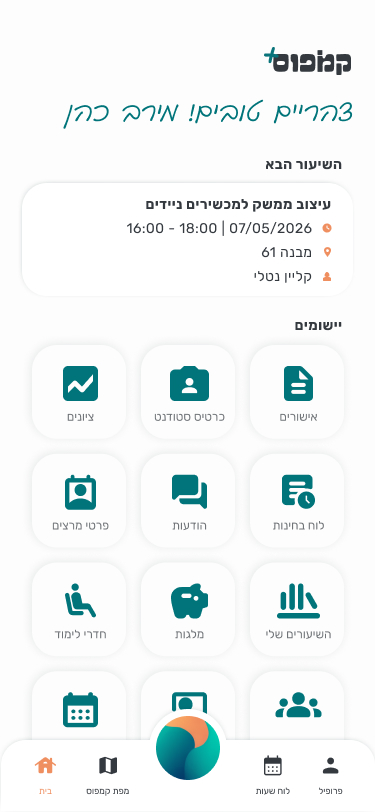 קמפוס+
צהריים טובים! מירב כהן
השיעור הבא
עיצוב ממשק למכשירים ניידים
16:00 - 18:00 | 07/05/2026
מבנה 61
קליין נטלי
יישומים
אישורים
כרטיס סטודנט
ציונים
לוח בחינות
הודעות
פרטי מרצים
השיעורים שלי
מלגות
חדרי לימוד
פרופיל
לוח שעות
מפת קמפוס
בית